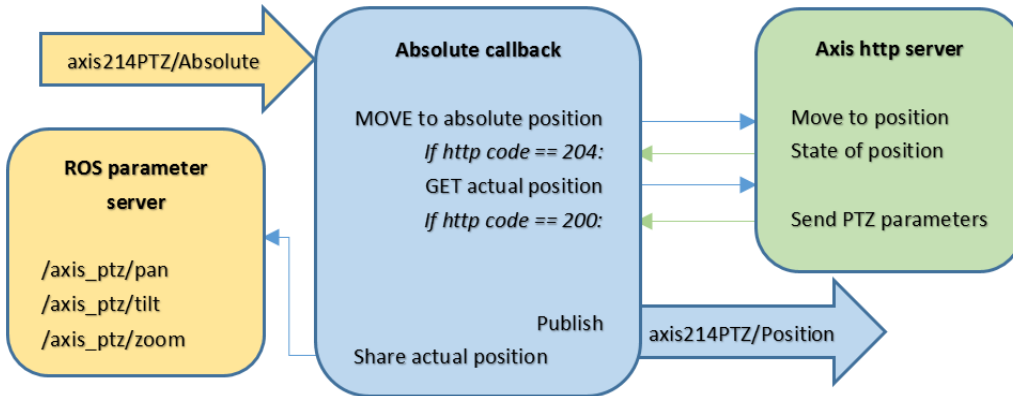 axis214PTZ/Absolute
ROS parameter
server
/axis_ptz/pan
/axis_ptz/tilt
/axis_ptz/zoom
Absolute callback
MOVE to absolute position
If http code == 204:
GET actual position
If http code == 200:
Publish
Share actual position
Axis http server
Move to position
State of position
Send PTZ parameters
axis214PTZ/Position